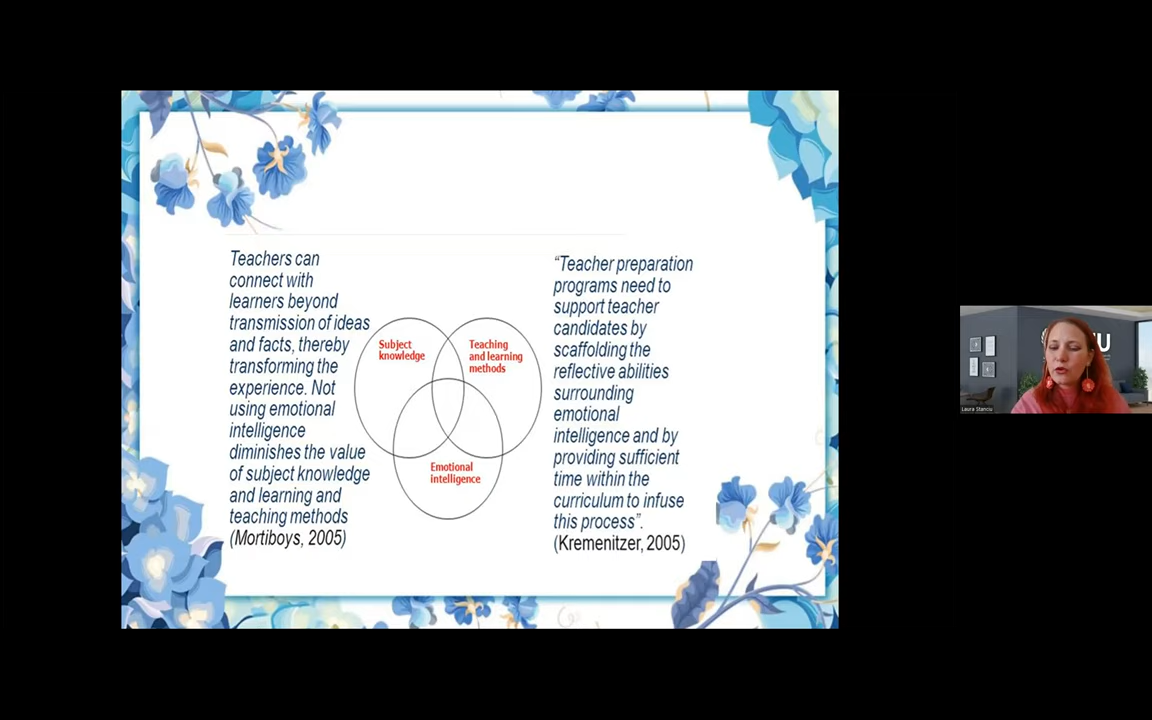 Teachers can
connect with
learners beyond
transmission of ideas
and facts, thereby
transforming the
experience. Not
using emotional
intelligence
diminishes the value
of subject knowledge
and learning and
teaching methods
(Mortiboys, 2005)
Subject
knowledge
Teaching
and learning
methods
Emotional
intelligence
“Teacher preparation
programs need to
support teacher
candidates by
scaffolding the
reflective abilities
surrounding
emotional
intelligence and by
providing sufficient
time within the
curriculum to infuse
this process”.
(Kremenitzer, 2005)
Laura Stanciu